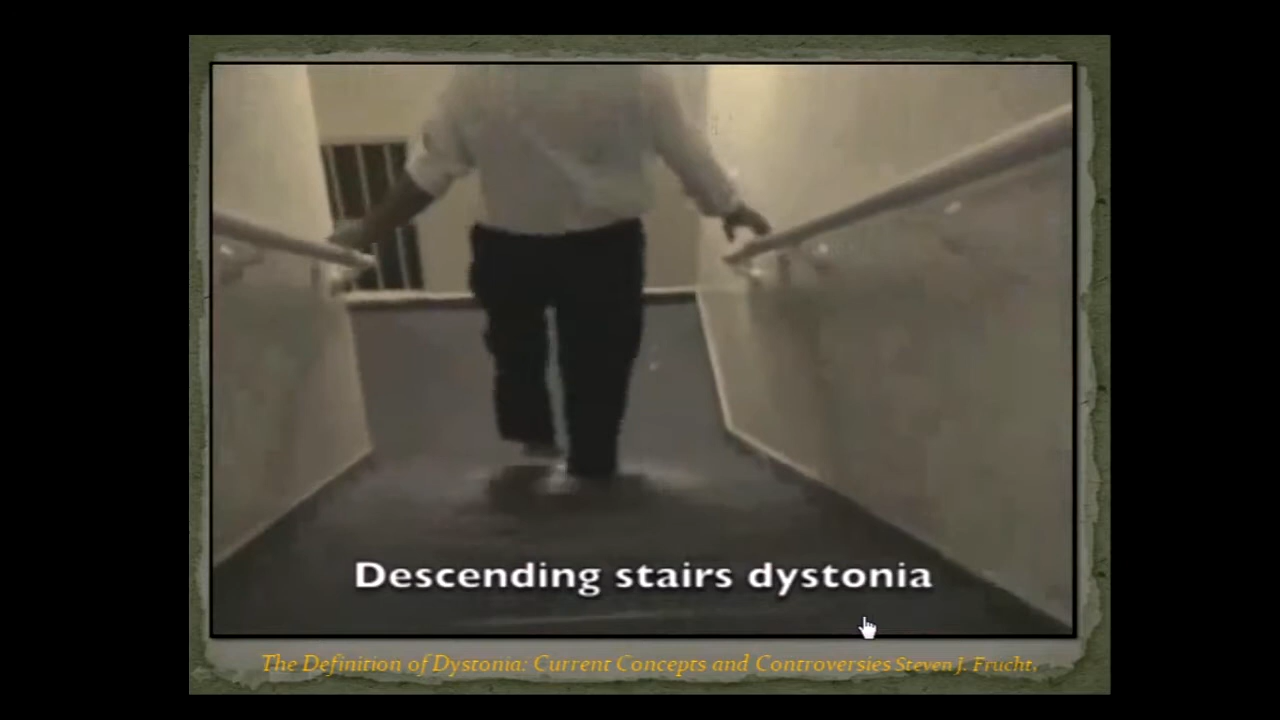 Descending stairs dystonia
The Definition of Dystonia: Current Concepts and Controversies Steven J. Frucht.